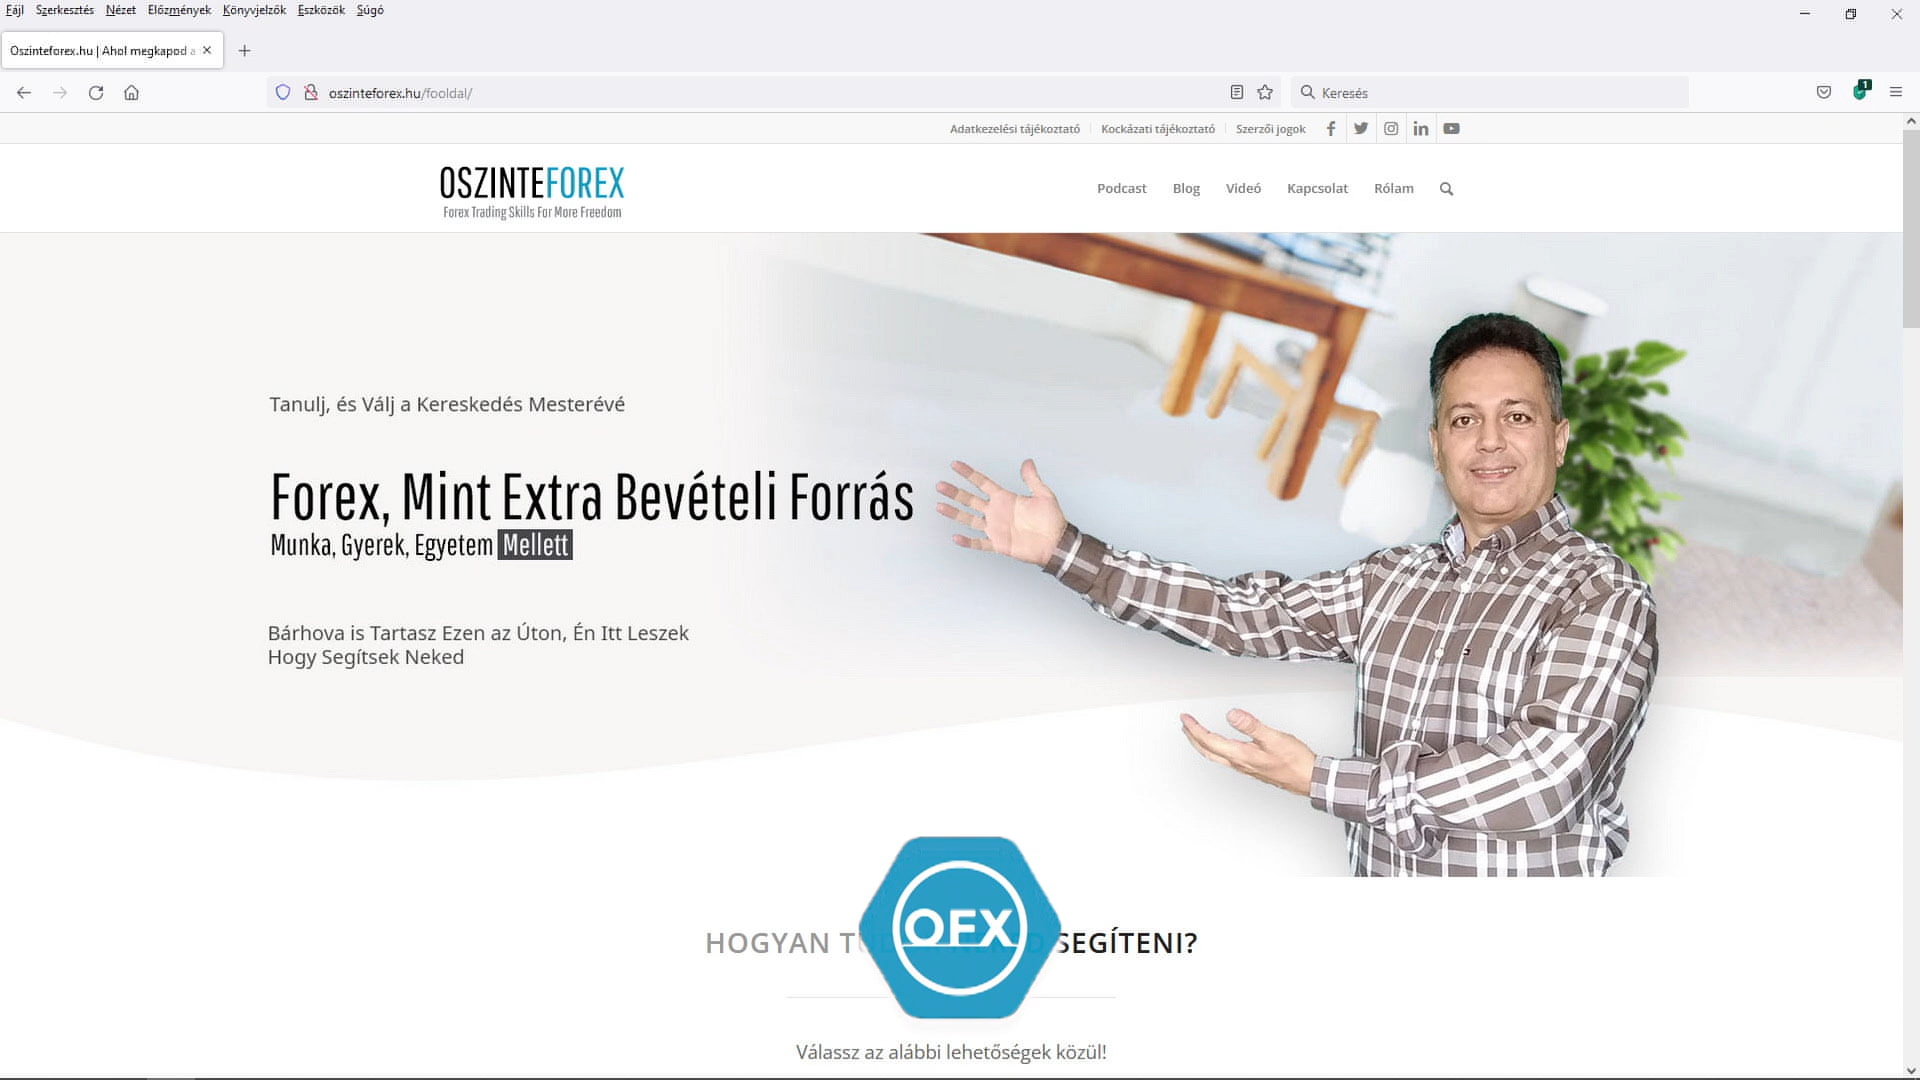 Fájl Szerkesztés Nézet Előzmények Könyvjelzők Eszközök Súgó
Oszinteforex.hu | Ahol megkapod a
oszinteforex.hu/fooldal/
Keresés
1
Adatkezelési tájékoztató Kockázati tájékoztató Szerzői jogok
OSZINTEFOREX
Forex Trading Skills For More Freedom
Podcast Blog Videó Kapcsolat Rólam
Tanulj, és Válj a Kereskedés Mesterévé
Forex, Mint Extra Bevételi Forrás
Munka, Gyerek, Egyetem Mellett
Bárhova is Tartasz Ezen az Úton, Én Itt Leszek
Hogy Segítsek Neked
HOGYAN SEGÍTENI?
OFX
Válassz az alábbi lehetőségek közül!